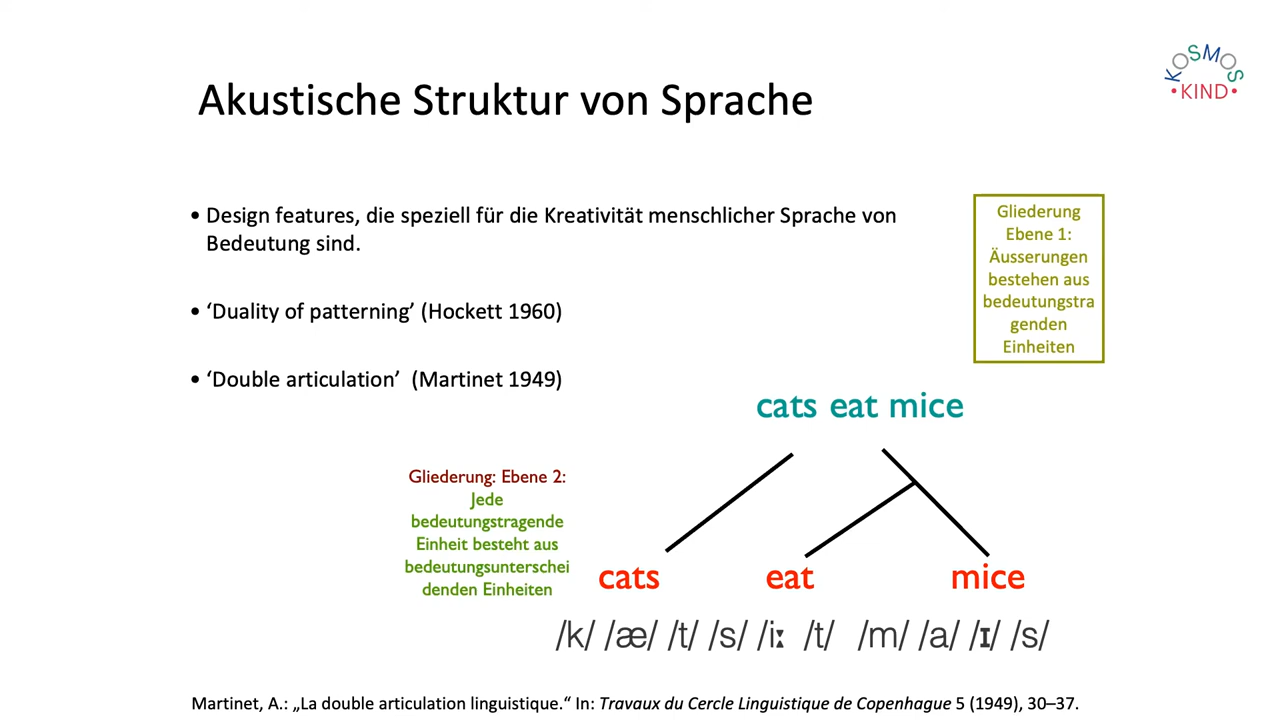 KOSMOS
•KIND•
Akustische Struktur von Sprache
• Design features, die speziell für die Kreativität menschlicher Sprache von
Bedeutung sind.
• ‘Duality of patterning’ (Hockett 1960)
• ‘Double articulation’ (Martinet 1949)
Gliederung
Ebene 1:
Äusserungen
bestehen aus
bedeutungstra
genden
Einheiten
cats eat mice
Gliederung: Ebene 2:
Jede
bedeutungstragende
Einheit besteht aus
bedeutungsunterschei
denden Einheiten
cats eat mice
/k/ /æ/ /t/ /s/ /iː /t/ /m/ /a/ /ɪ/ /s/
Martinet, A.: „La double articulation linguistique.“ In: Travaux du Cercle Linguistique de Copenhague 5 (1949), 30–37.